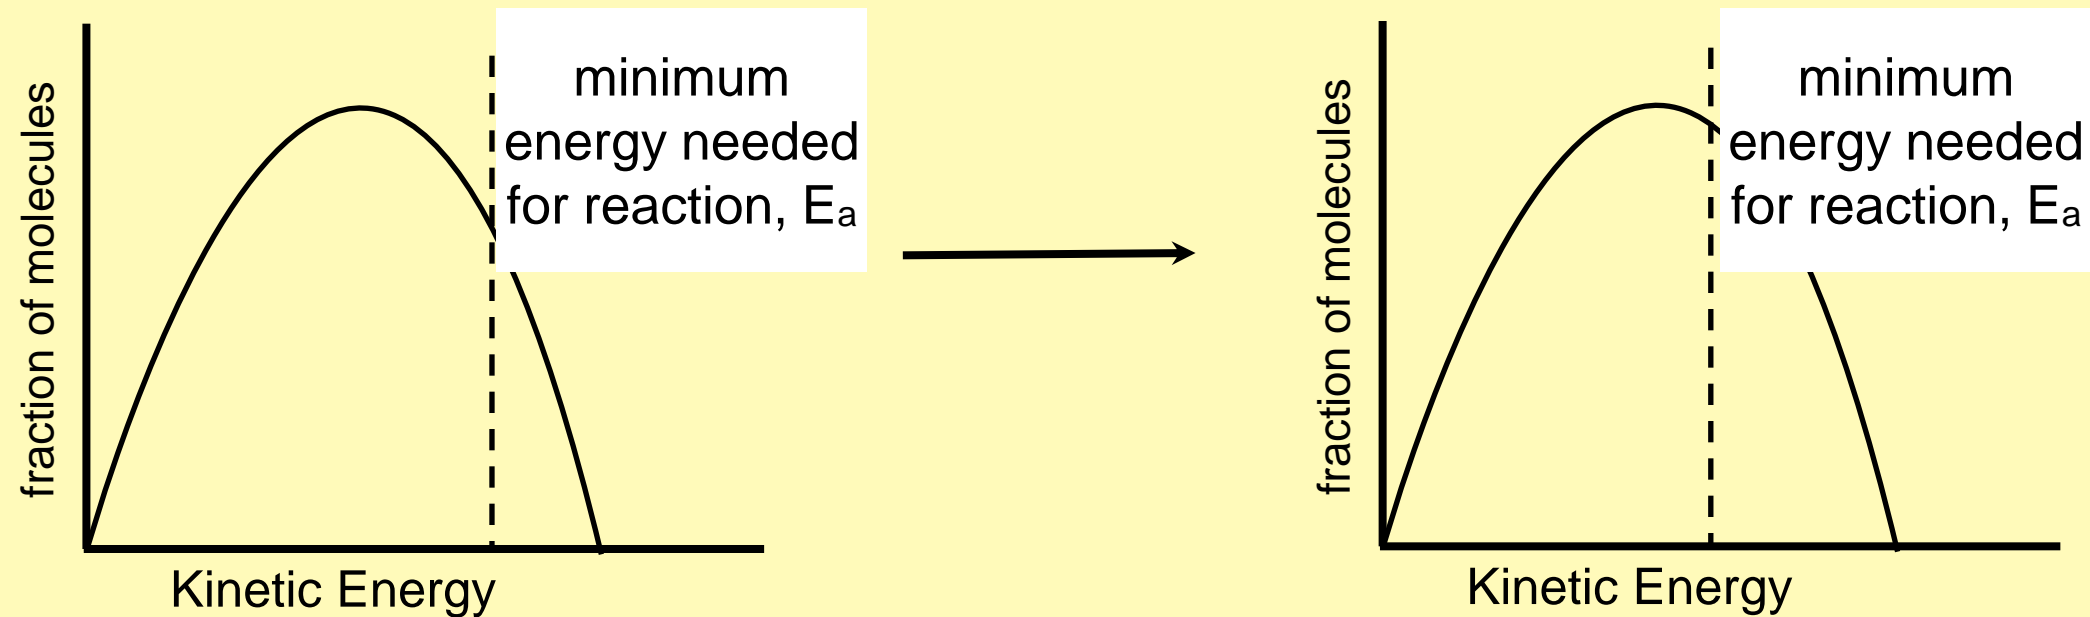 fraction of molecules
minimum
energy needed
for reaction, Eₐ
Kinetic Energy
fraction of molecules
minimum
energy needed
for reaction, Eₐ
Kinetic Energy